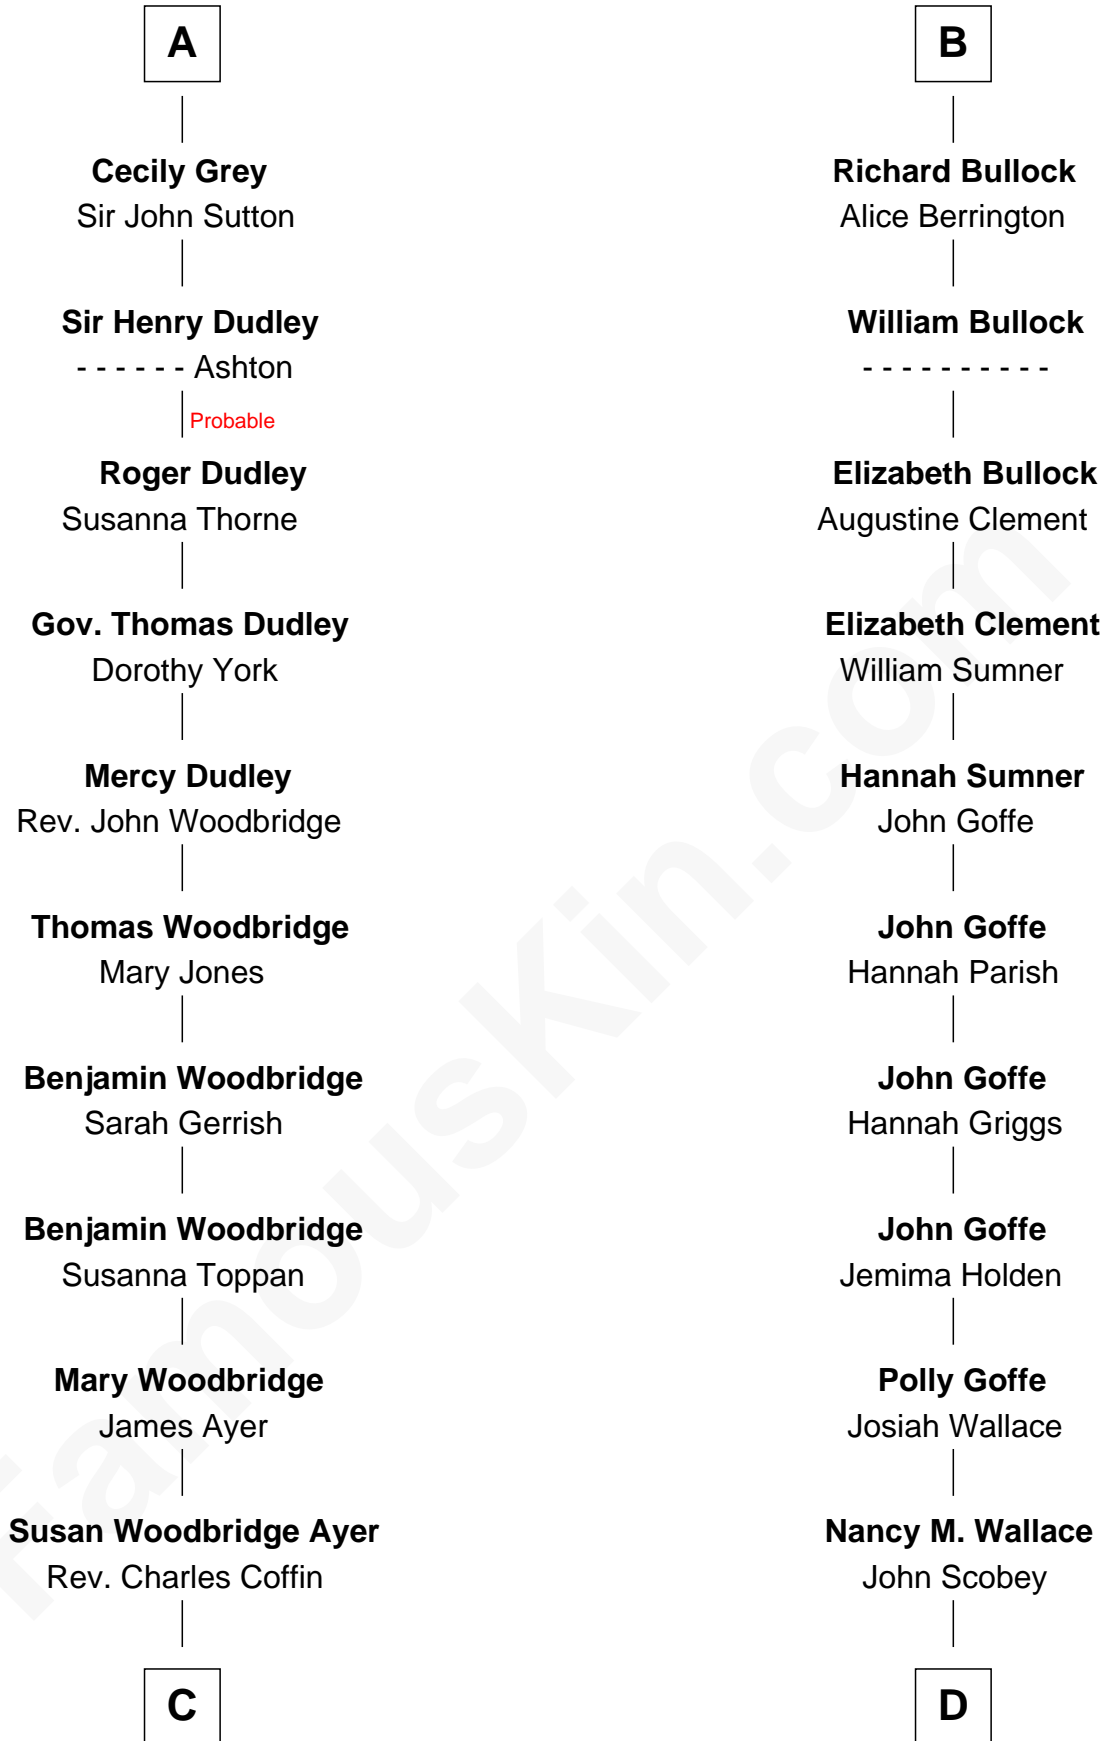 A
Cecily Grey
Sir John Sutton
Sir Henry Dudley
- - - - - - Ashton
Probable
Roger Dudley
Susanna Thorne
Gov. Thomas Dudley
Dorothy York
Mercy Dudley
Rev. John Woodbridge
Thomas Woodbridge
Mary Jones
Benjamin Woodbridge
Sarah Gerrish
Benjamin Woodbridge
Susanna Toppan
Mary Woodbridge
James Ayer
Susan Woodbridge Ayer
Rev. Charles Coffin
C
B
Richard Bullock
Alice Berrington
William Bullock
- - - - - - - - - -
Elizabeth Bullock
Augustine Clement
Elizabeth Clement
William Sumner
Hannah Sumner
John Goffe
John Goffe
Hannah Parish
John Goffe
Hannah Griggs
John Goffe
Jemima Holden
Polly Goffe
Josiah Wallace
Nancy M. Wallace
John Scobey
D
FamousKin.com